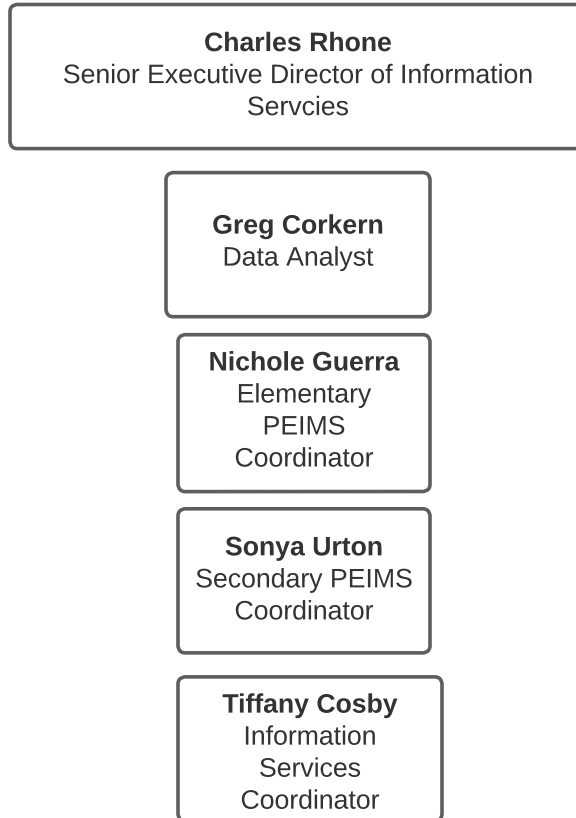 Charles Rhone
Senior Executive Director of Information
Servcies
Greg Corkern
Data Analyst
Nichole Guerra
Elementary
PEIMS
Coordinator
Sonya Urton
Secondary PEIMS
Coordinator
Tiffany Cosby
Information
Services
Coordinator